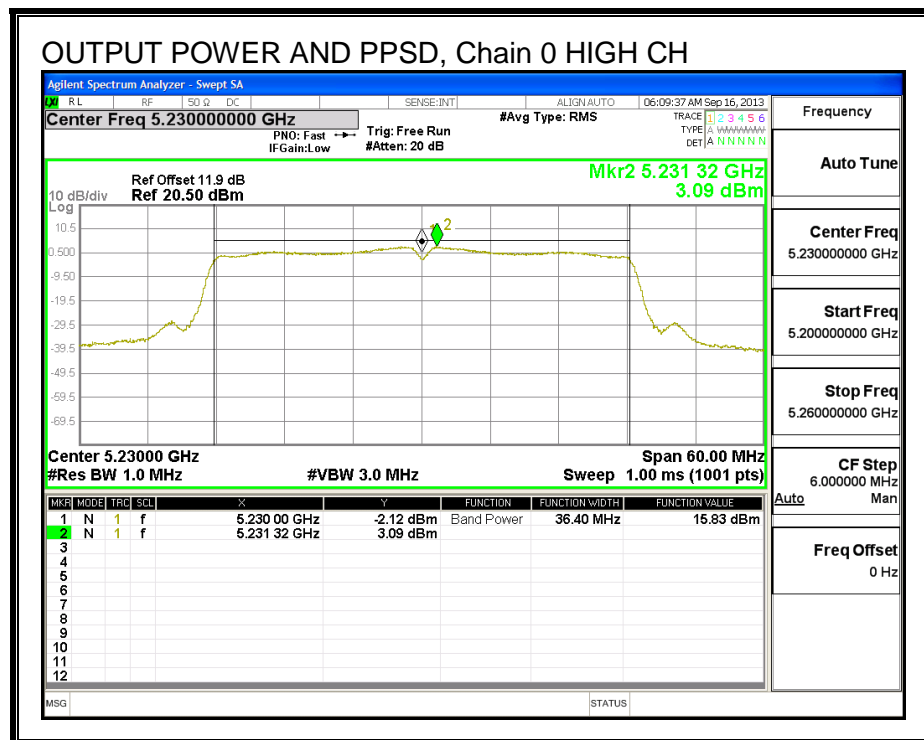 OUTPUT POWER AND PPSD, Chain 0 HIGH CH
Agilent Spectrum Analyzer - Swept SA
LXI RL RF 50 Ω DC SENSE:INT ALIGN AUTO 06:09:37 AM Sep 16, 2013
Center Freq 5.230000000 GHz
#Avg Type: RMS
TRACE 1 2 3 4 5 6
PNO: Fast
Trig: Free Run
TYPE A WWWWW
IFGain:Low
#Atten: 20 dB
DET A N N N N N
Mkr2 5.231 32 GHz
3.09 dBm
Ref Offset 11.9 dB
10 dB/div Ref 20.50 dBm
Log
10.5
0.500
-9.50
-19.5
-29.5
-39.5
-49.5
-59.5
-69.5
1 2
Center 5.23000 GHz Span 60.00 MHz
#Res BW 1.0 MHz #VBW 3.0 MHz Sweep 1.00 ms (1001 pts)
MKR MODE TRC SCL X Y FUNCTION FUNCTION WIDTH FUNCTION VALUE
1 N 1 f 5.230 00 GHz -2.12 dBm Band Power 36.40 MHz 15.83 dBm
2 N 1 f 5.231 32 GHz 3.09 dBm
3
4
5
6
7
8
9
10
11
12
MSG STATUS
Frequency
Auto Tune
Center Freq
5.230000000 GHz
Start Freq
5.200000000 GHz
Stop Freq
5.260000000 GHz
CF Step
6.000000 MHz
Auto Man
Freq Offset
0 Hz